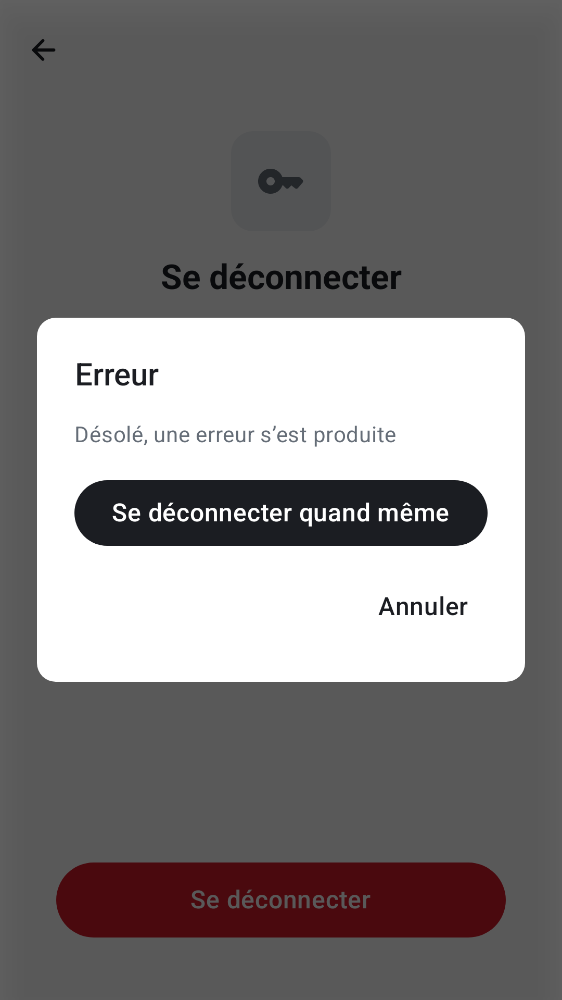 Se déconnecter
Erreur
Désolé, une erreur s’est produite
Se déconnecter quand même
Annuler
Se déconnecter